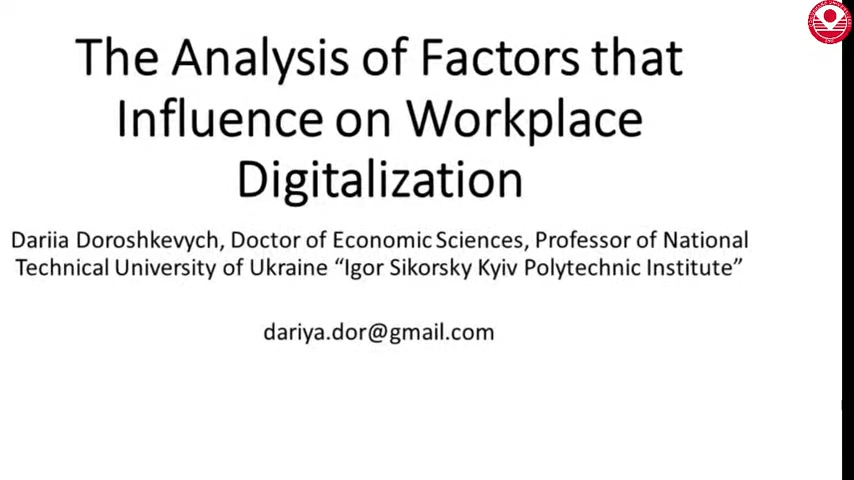 The Analysis of Factors that
Influence on Workplace
Digitalization
Dariia Doroshkevych, Doctor of Economic Sciences, Professor of National
Technical University of Ukraine “Igor Sikorsky Kyiv Polytechnic Institute”
dariya.dor@gmail.com